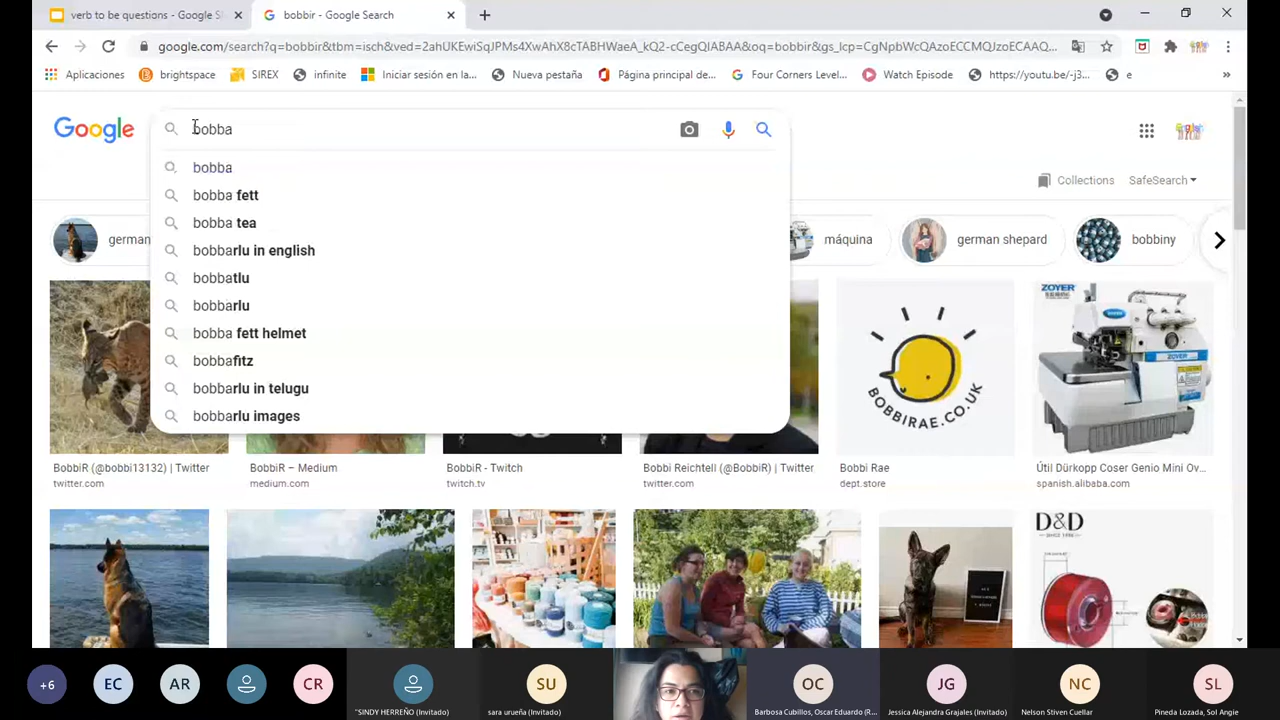 verb to be questions - Google Sl
bobbir - Google Search
google.com/search?q=bobbir&tbm=isch&ved=2ahUKEwiSqJPMs4XwAhX8cTABHWaeA_kQ2-cCegQIABAA&oq=bobbir&gs_lcp=CgNpbWcQAzoECCMQJzoECAAQ...
Aplicaciones
brightspace
SIREX
infinite
Iniciar sesión en la...
Nueva pestaña
Página principal de...
Four Corners Level...
Watch Episode
https://youtu.be/-j3...
e
»
Google
bobba
English
bobba
Collections
SafeSearch
bobba fett
bobba tea
german
máquina
german shepard
bobbiny
bobbarlu in english
bobbatlu
bobbarlu
bobba fett helmet
bobbafitz
bobbarlu in telugu
bobbarlu images
ZOYER
ZOYER
BOBBIRAE.CO.UK
BobbiR (@bobbi13132) | Twitter
twitter.com
BobbiR – Medium
medium.com
BobbiR - Twitch
twitch.tv
Bobbi Reichtell (@BobbiR) | Twitter
twitter.com
Bobbi Rae
dept.store
Útil Dürkopp Coser Genio Mini Ov...
spanish.alibaba.com
D&D
+6
EC
AR
CR
"SINDY HERREÑO (Invitado)
SU
sara urueña (Invitado)
OC
Barbosa Cubillos, Oscar Eduardo (R...
JG
Jessica Alejandra Grajales (Invitado)
NC
Nelson Stiven Cuellar
SL
Pineda Lozada, Sol Angie